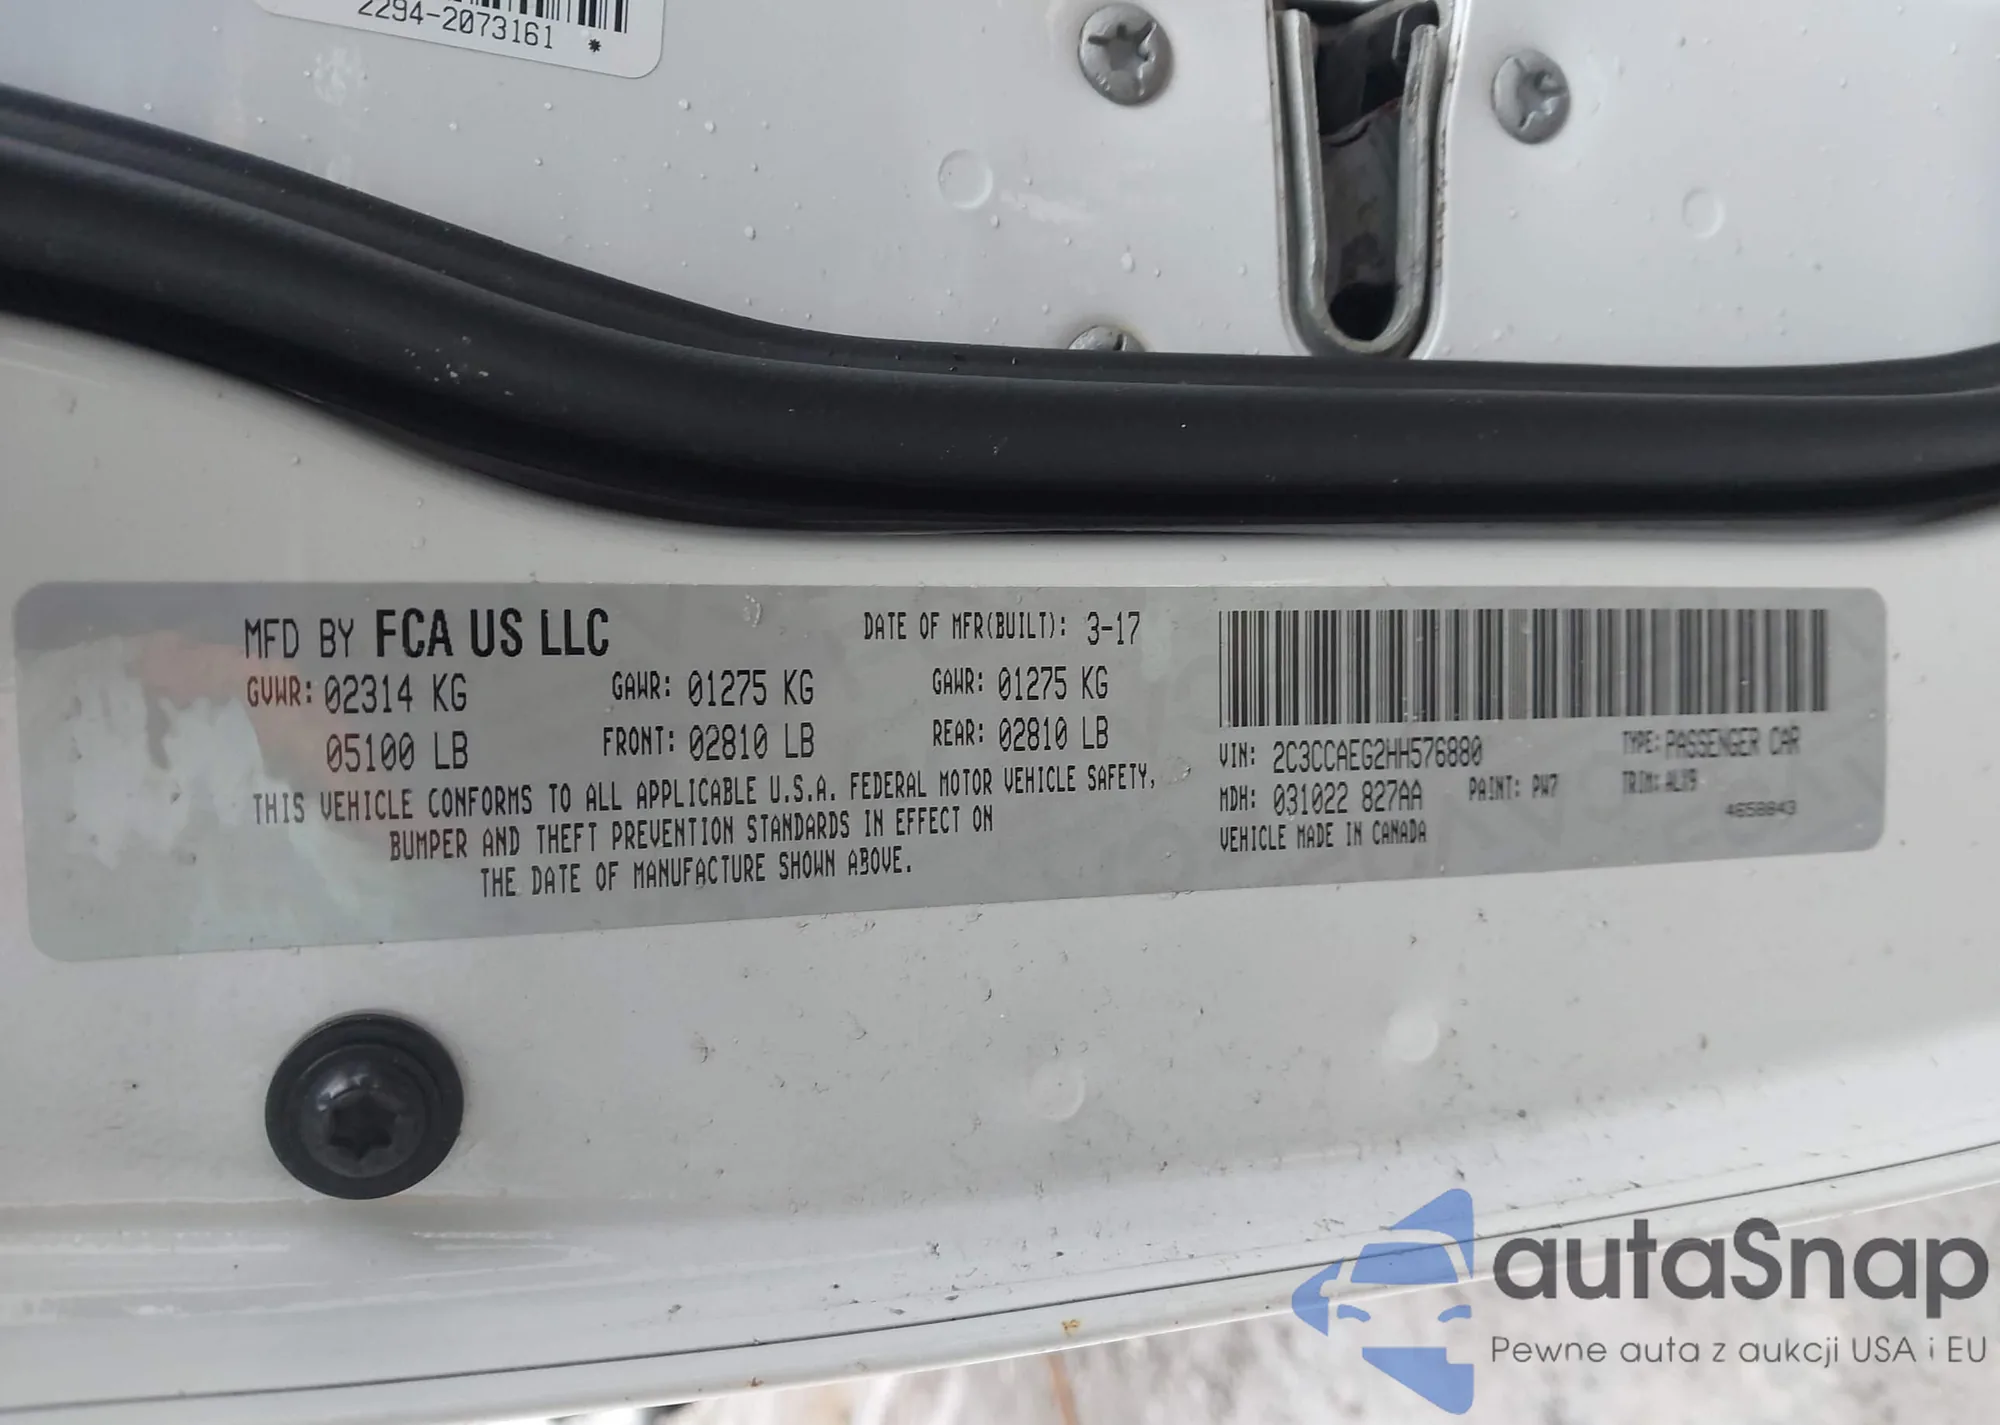 2294-2073161 *
MFD BY FCA US LLC
DATE OF MFR(BUILT): 3-17
GVWR: 02314 KG
GAWR: 01275 KG
GAWR: 01275 KG
05100 LB
FRONT: 02810 LB
REAR: 02810 LB
THIS VEHICLE CONFORMS TO ALL APPLICABLE U.S.A. FEDERAL MOTOR VEHICLE SAFETY,
BUMPER AND THEFT PREVENTION STANDARDS IN EFFECT ON
THE DATE OF MANUFACTURE SHOWN ABOVE.
VIN: 2C3CCAEG2HH576880
TYPE: PASSENGER CAR
MDH: 031022 827AA
PAINT: PW7
TRIM: ALX9
VEHICLE MADE IN CANADA
4658843
autaSnap
Pewne auta z aukcji USA i EU